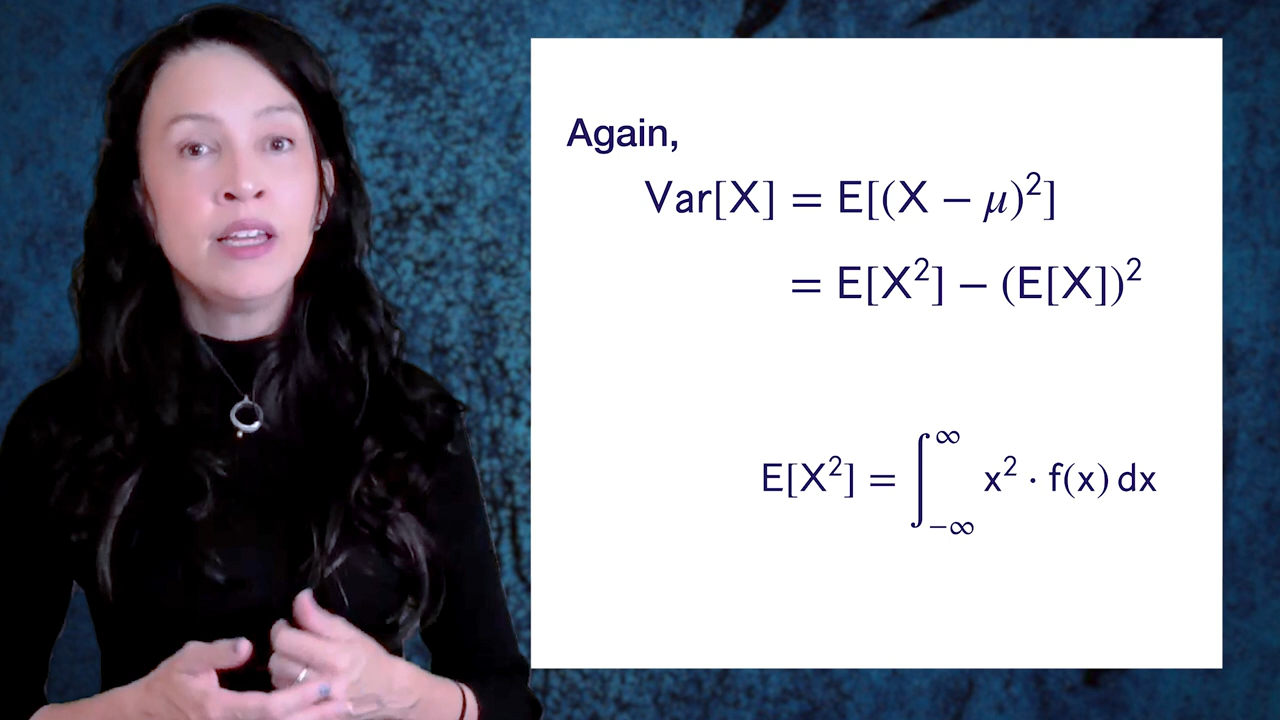 Again,
Var[X] = E[(X − μ)²]
= E[X²] − (E[X])²
E[X²] = ∫_{−∞}^{∞} x² · f(x) dx